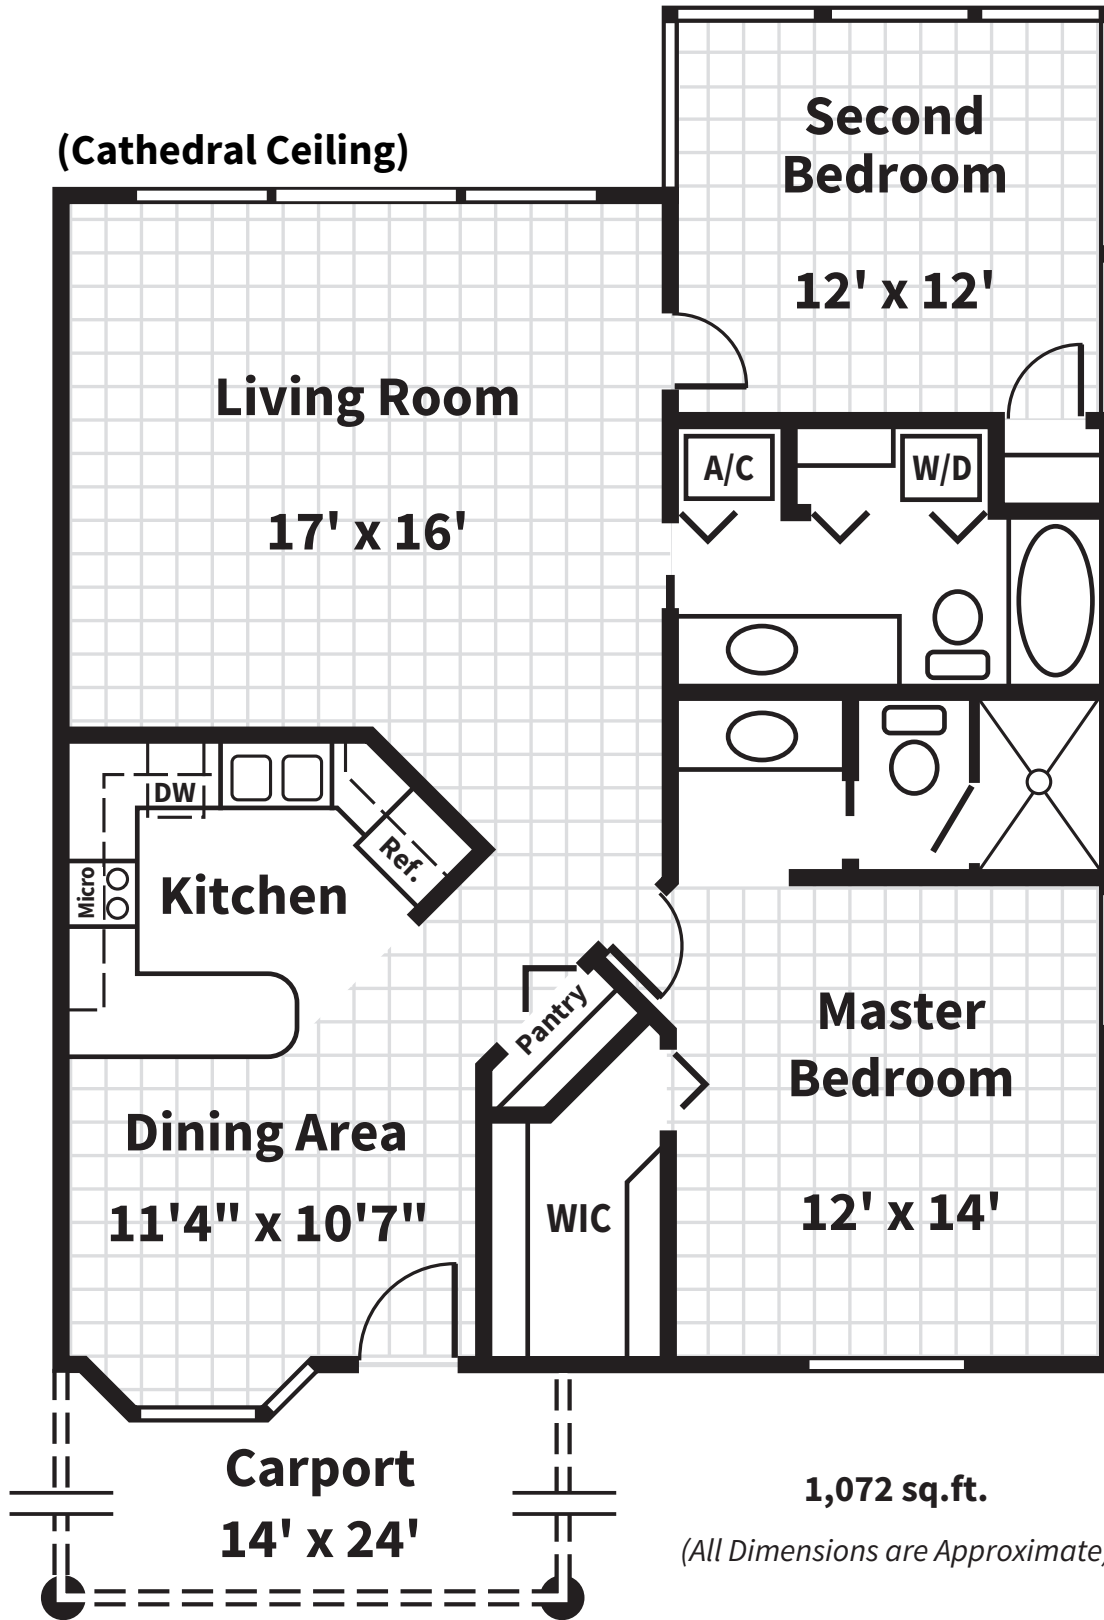 Second
Bedroom
12' x 12'
(Cathedral Ceiling)
Living Room
17' x 16'
A/C
W/D
DW
Ref.
Micro
Kitchen
Pantry
Master
Bedroom
12' x 14'
Dining Area
11'4" x 10'7"
WIC
Carport
14' x 24'
1,072 sq.ft.
(All Dimensions are Approximate)